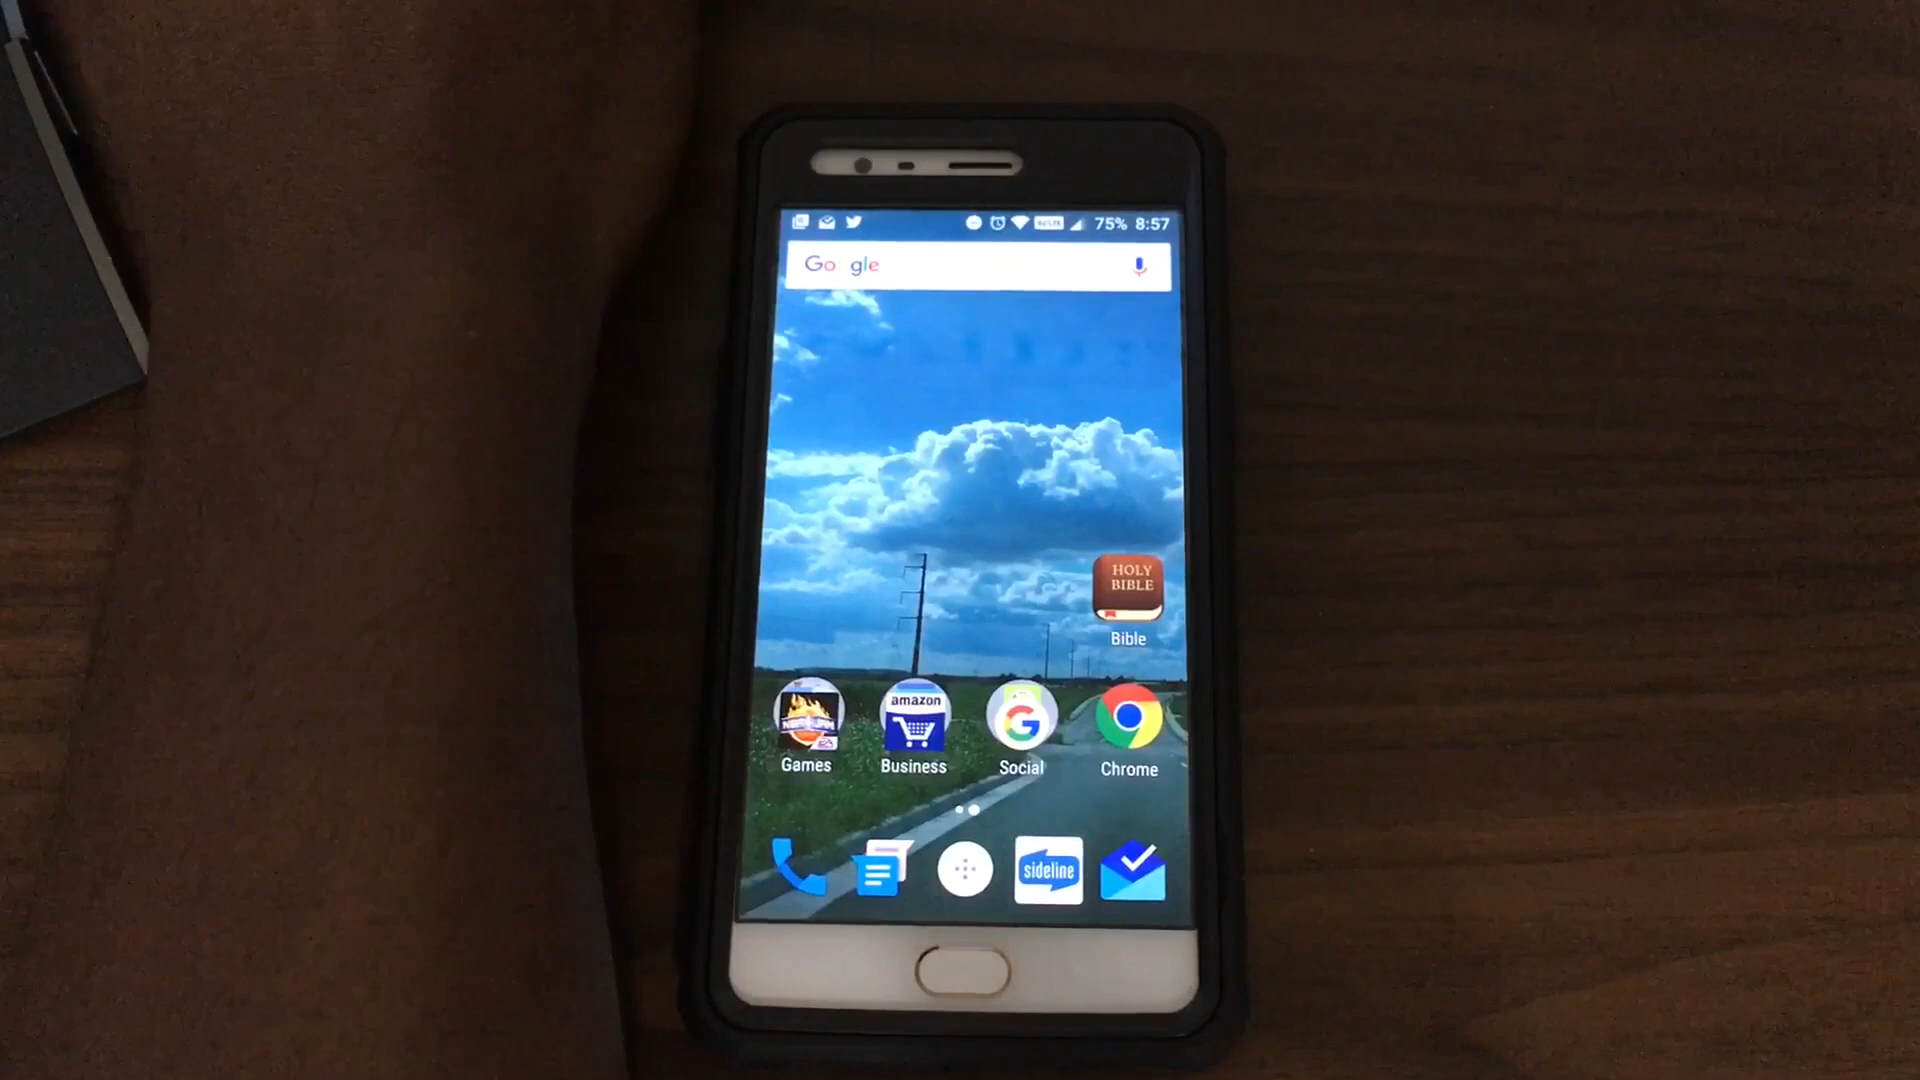 75% 8:57
Google
HOLY
BIBLE
Bible
amazon
Games Business Social Chrome
sideline